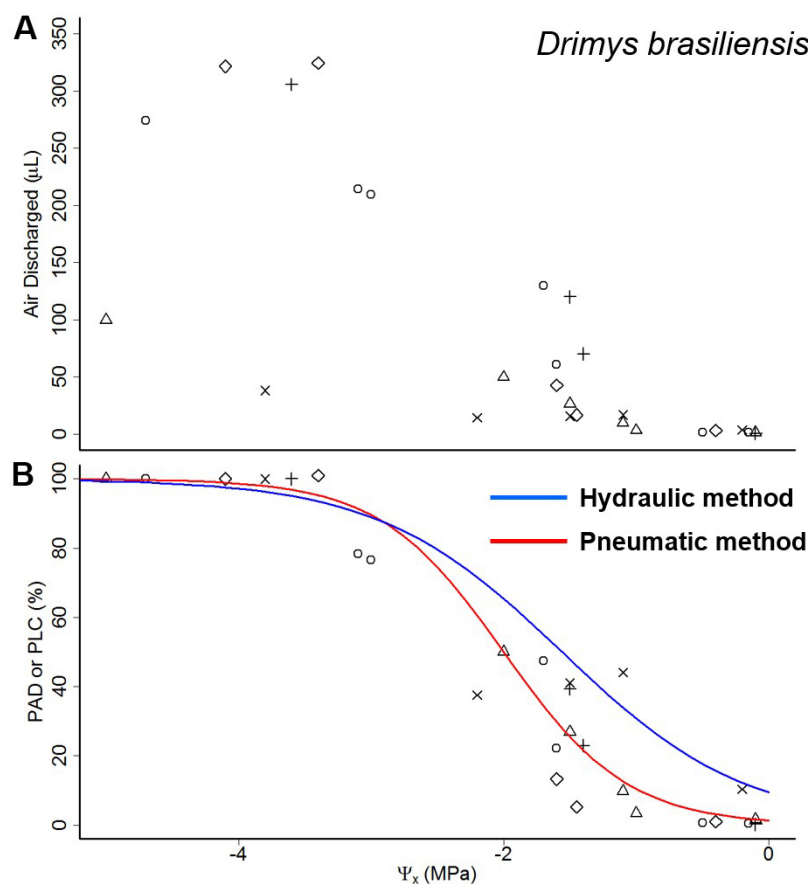 A
Drimys brasiliensis
Air Discharged (µL)
350
300
250
200
150
100
50
0
B
PAD or PLC (%)
100
80
60
40
20
0
Hydraulic method
Pneumatic method
-4
-2
0
Ψx (MPa)